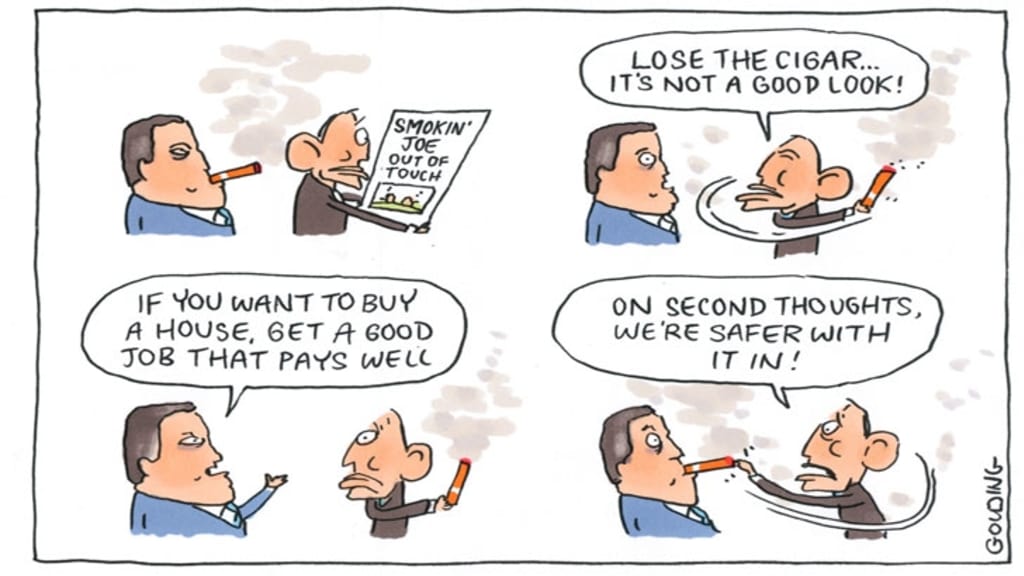 SMOKIN'
JOE
OUT OF
TOUCH
LOSE THE CIGAR...
IT'S NOT A GOOD LOOK!
IF YOU WANT TO BUY
A HOUSE, GET A GOOD
JOB THAT PAYS WELL
ON SECOND THOUGHTS,
WE'RE SAFER WITH
IT IN!
GOLDING